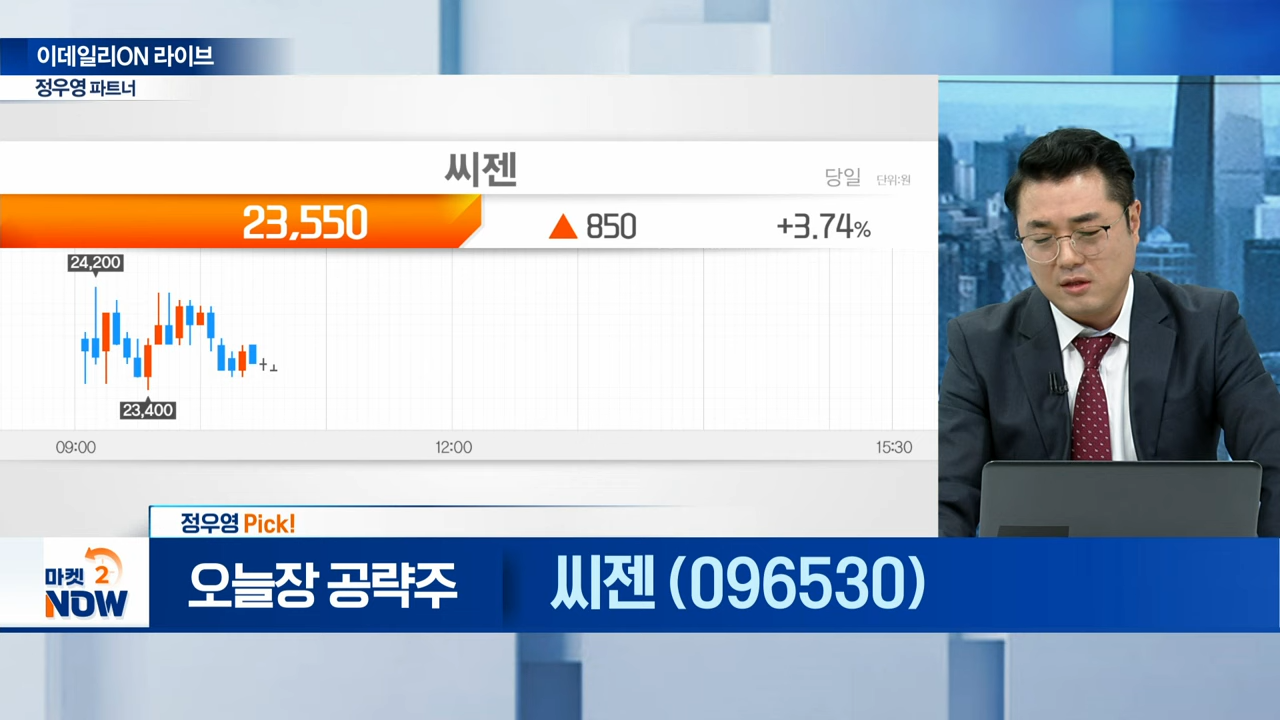 이데일리ON 라이브
정우영 파트너
씨젠
당일 단위:원
23,550 ▲ 850 +3.74%
24,200
23,400
09:00 12:00 15:30
정우영 Pick!
마켓 2
NOW
오늘장 공략주 씨젠 (096530)